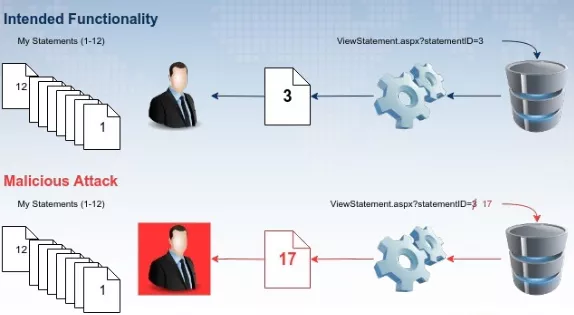 Intended Functionality
My Statements (1-12)
ViewStatement.aspx?statementID=3
12
1
3
Malicious Attack
My Statements (1-12)
ViewStatement.aspx?statementID=3 17
12
1
17